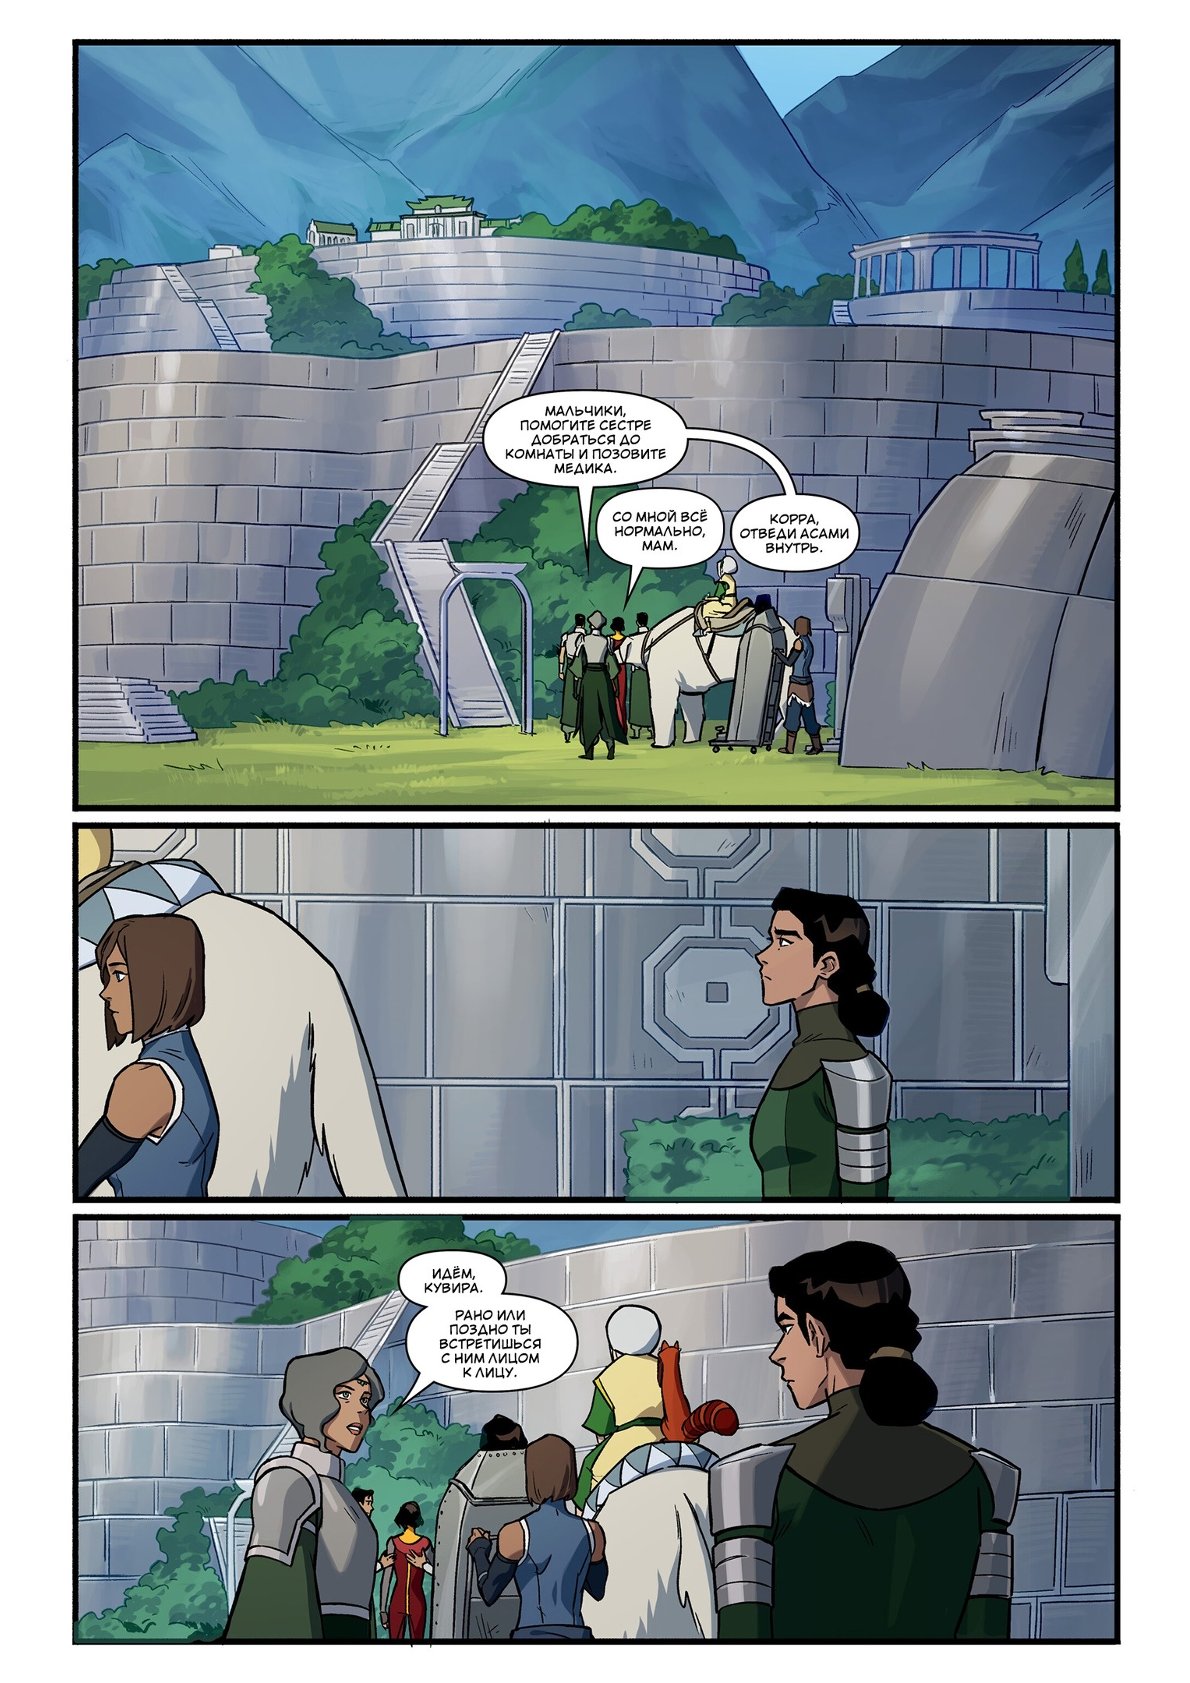 МАЛЬЧИКИ,
ПОМОГИТЕ СЕСТРЕ
ДОБРАТЬСЯ ДО
КОМНАТЫ И ПОЗОВИТЕ
МЕДИКА.
СО МНОЙ ВСЁ
НОРМАЛЬНО,
МАМ.
КОРРА,
ОТВЕДИ АСАМИ
ВНУТРЬ.
ИДЁМ,
КУВИРА.
РАНО ИЛИ
ПОЗДНО ТЫ
ВСТРЕТИШЬСЯ
С НИМ ЛИЦОМ
К ЛИЦУ.